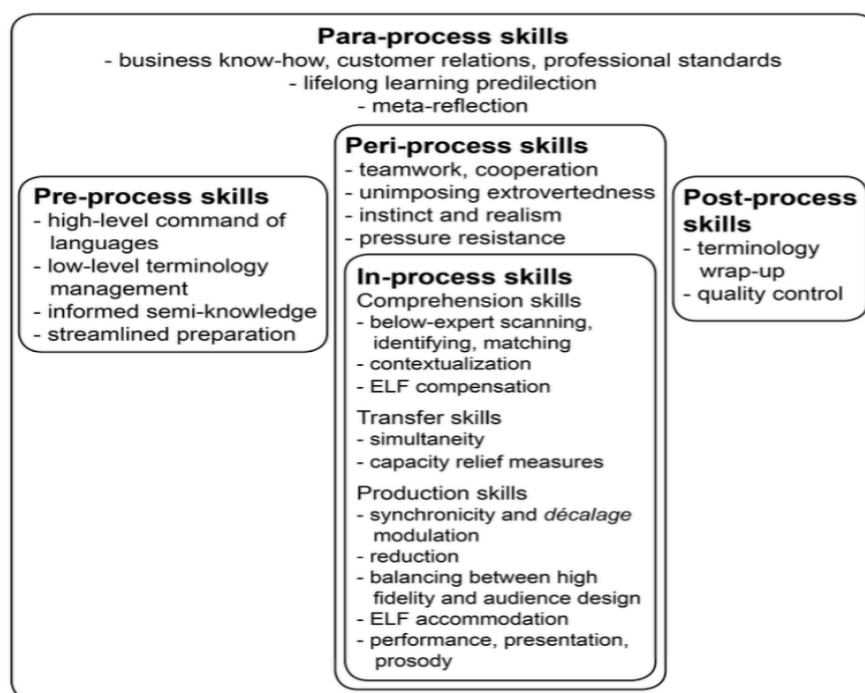 Para-process skills
- business know-how, customer relations, professional standards
- lifelong learning predilection
- meta-reflection
Pre-process skills
- high-level command of
languages
- low-level terminology
management
- informed semi-knowledge
- streamlined preparation
Peri-process skills
- teamwork, cooperation
- unimposing extrovertedness
- instinct and realism
- pressure resistance
In-process skills
Comprehension skills
- below-expert scanning,
identifying, matching
- contextualization
- ELF compensation
Transfer skills
- simultaneity
- capacity relief measures
Production skills
- synchronicity and décalage
modulation
- reduction
- balancing between high
fidelity and audience design
- ELF accommodation
- performance, presentation,
prosody
Post-process
skills
- terminology
wrap-up
- quality control